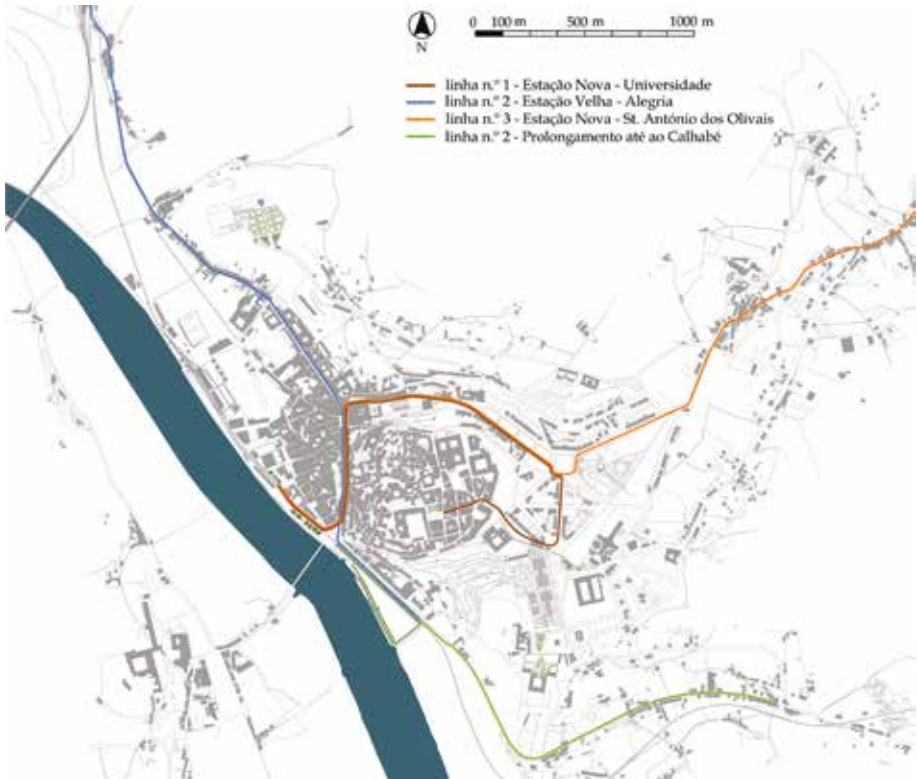 0 100 m 500 m 1000 m
N
linha n.º 1 - Estação Nova - Universidade
linha n.º 2 - Estação Velha - Alegria
linha n.º 3 - Estação Nova - St. António dos Olivais
linha n.º 2 - Prolongamento até ao Calhabé